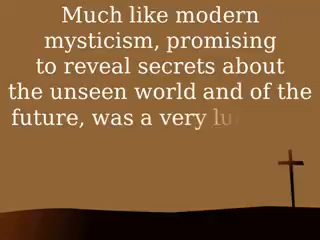 Much like modern
mysticism, promising
to reveal secrets about
the unseen world and of the
future, was a very